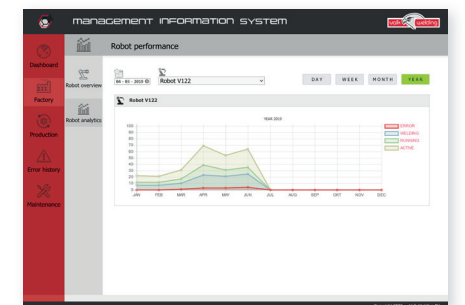 management information system
valk welding
Dashboard
Factory
Production
Error history
Maintenance
Robot overview
Robot analytics
Robot performance
Robot V122
DAY WEEK MONTH YEAR
Robot V122
YEAR 2015
ERROR
WELDING
RUNNING
ACTIVE
100
90
80
70
60
50
40
30
20
10
0
JAN FEB MAR APR MAY JUN JUL AUG SEP OKT NOV DEC